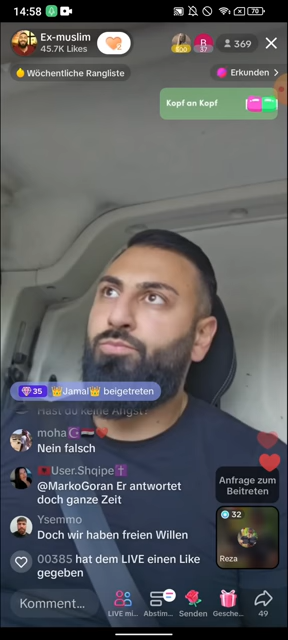 14:58
70
Ex-muslim
45.7K Likes
500
B
37
369
Wöchentliche Rangliste
Erkunden >
Kopf an Kopf
35 👑Jamal👑 beigetreten
Hast du keine Angst?
moha☪️🇪🇬❤️
Nein falsch
🇦🇱User.Shqipe✝️
@MarkoGoran Er antwortet
doch ganze Zeit
Ysemmo
Doch wir haben freien Willen
00385 hat dem LIVE einen Like
gegeben
Anfrage zum
Beitreten
32
Reza
Komment...
LIVE mi...
Abstim...
Senden
Gesche...
49